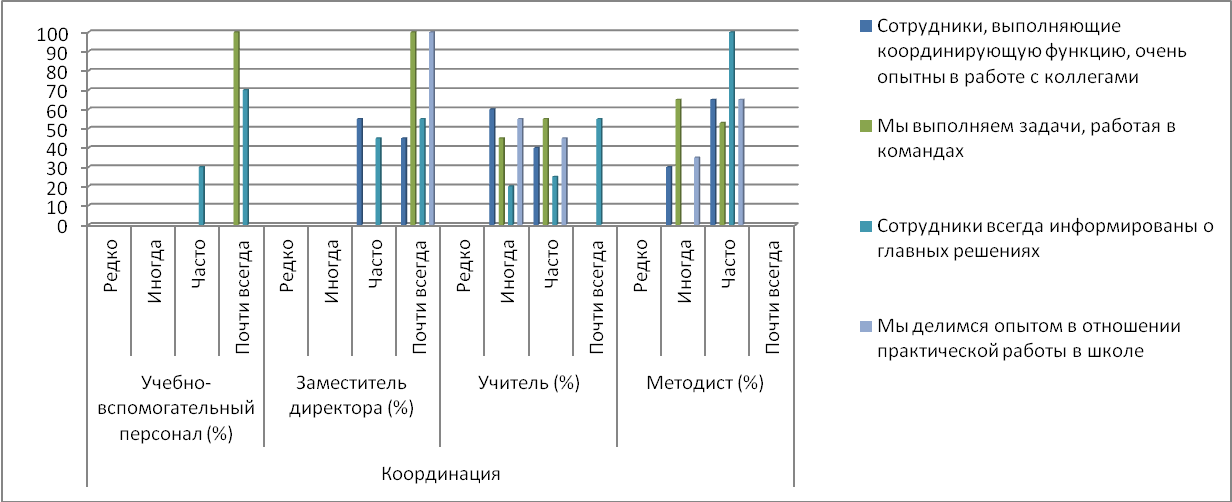 100
90
80
70
60
50
40
30
20
10
0
Редко
Иногда
Часто
Почти всегда
Редко
Иногда
Часто
Почти всегда
Редко
Иногда
Часто
Почти всегда
Редко
Иногда
Часто
Почти всегда
Учебно-
вспомогательный
персонал (%)
Заместитель
директора (%)
Учитель (%)
Методист (%)
Координация
Сотрудники, выполняющие
координирующую функцию, очень
опытны в работе с коллегами
Мы выполняем задачи, работая в
командах
Сотрудники всегда информированы о
главных решениях
Мы делимся опытом в отношении
практической работы в школе